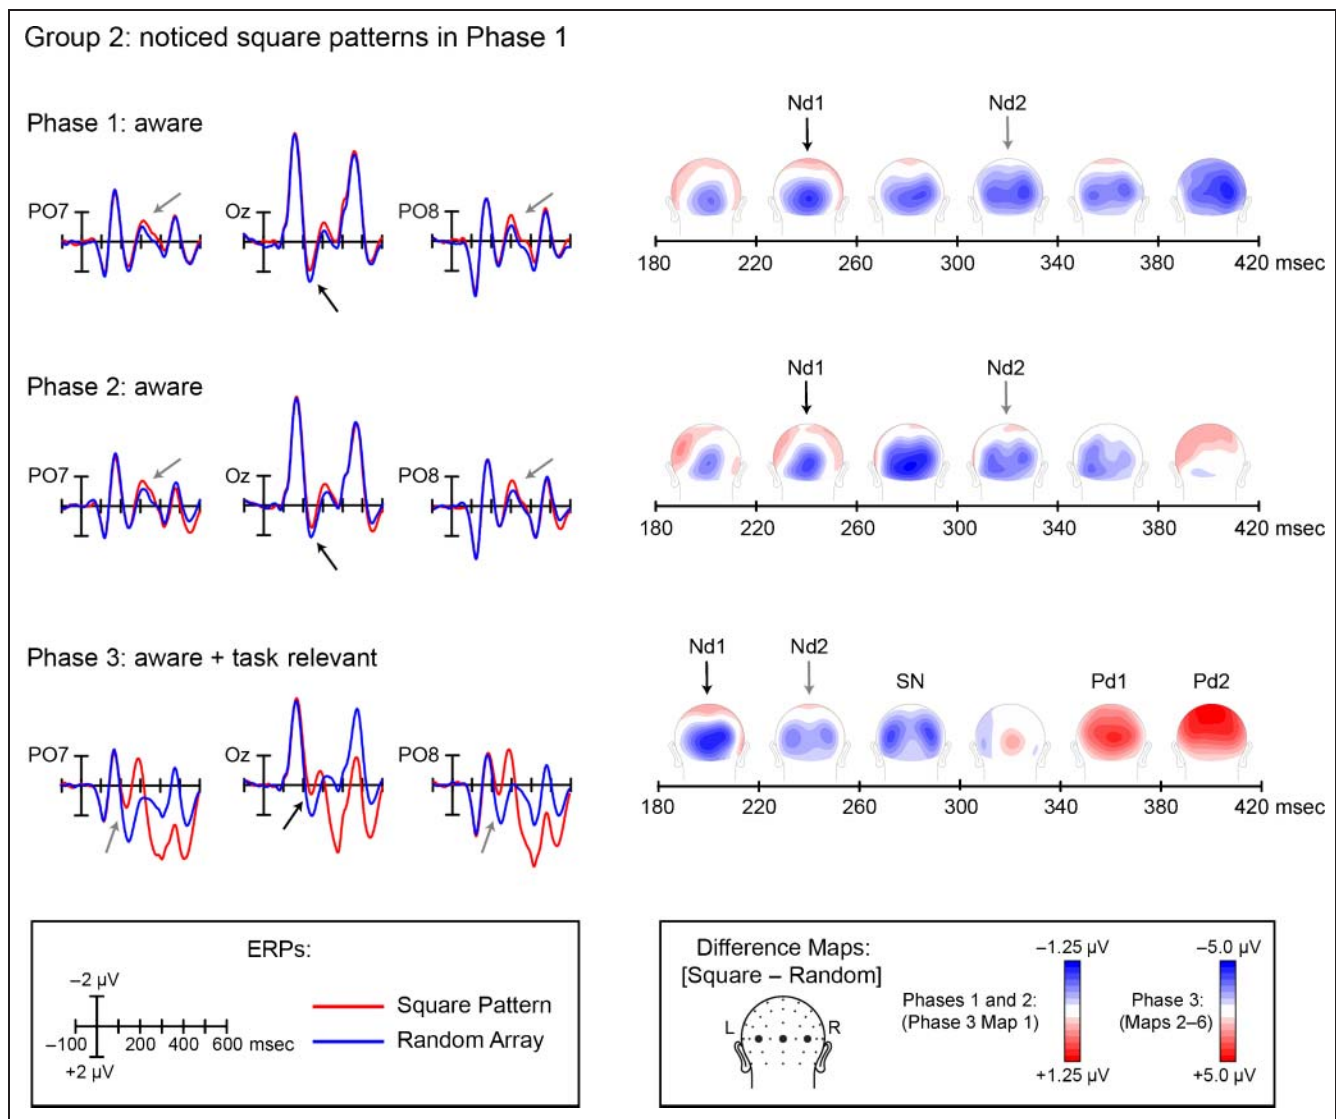 Group 2: noticed square patterns in Phase 1
Phase 1: aware
PO7
Oz
PO8
Nd1
Nd2
180 220 260 300 340 380 420 msec
Phase 2: aware
PO7
Oz
PO8
Nd1
Nd2
180 220 260 300 340 380 420 msec
Phase 3: aware + task relevant
PO7
Oz
PO8
Nd1
Nd2
SN
Pd1
Pd2
180 220 260 300 340 380 420 msec
ERPs:
–2 µV
–100 200 400 600 msec
+2 µV
Square Pattern
Random Array
Difference Maps:
[Square – Random]
L
R
Phases 1 and 2:
(Phase 3 Map 1)
–1.25 µV
+1.25 µV
Phase 3:
(Maps 2–6)
–5.0 µV
+5.0 µV